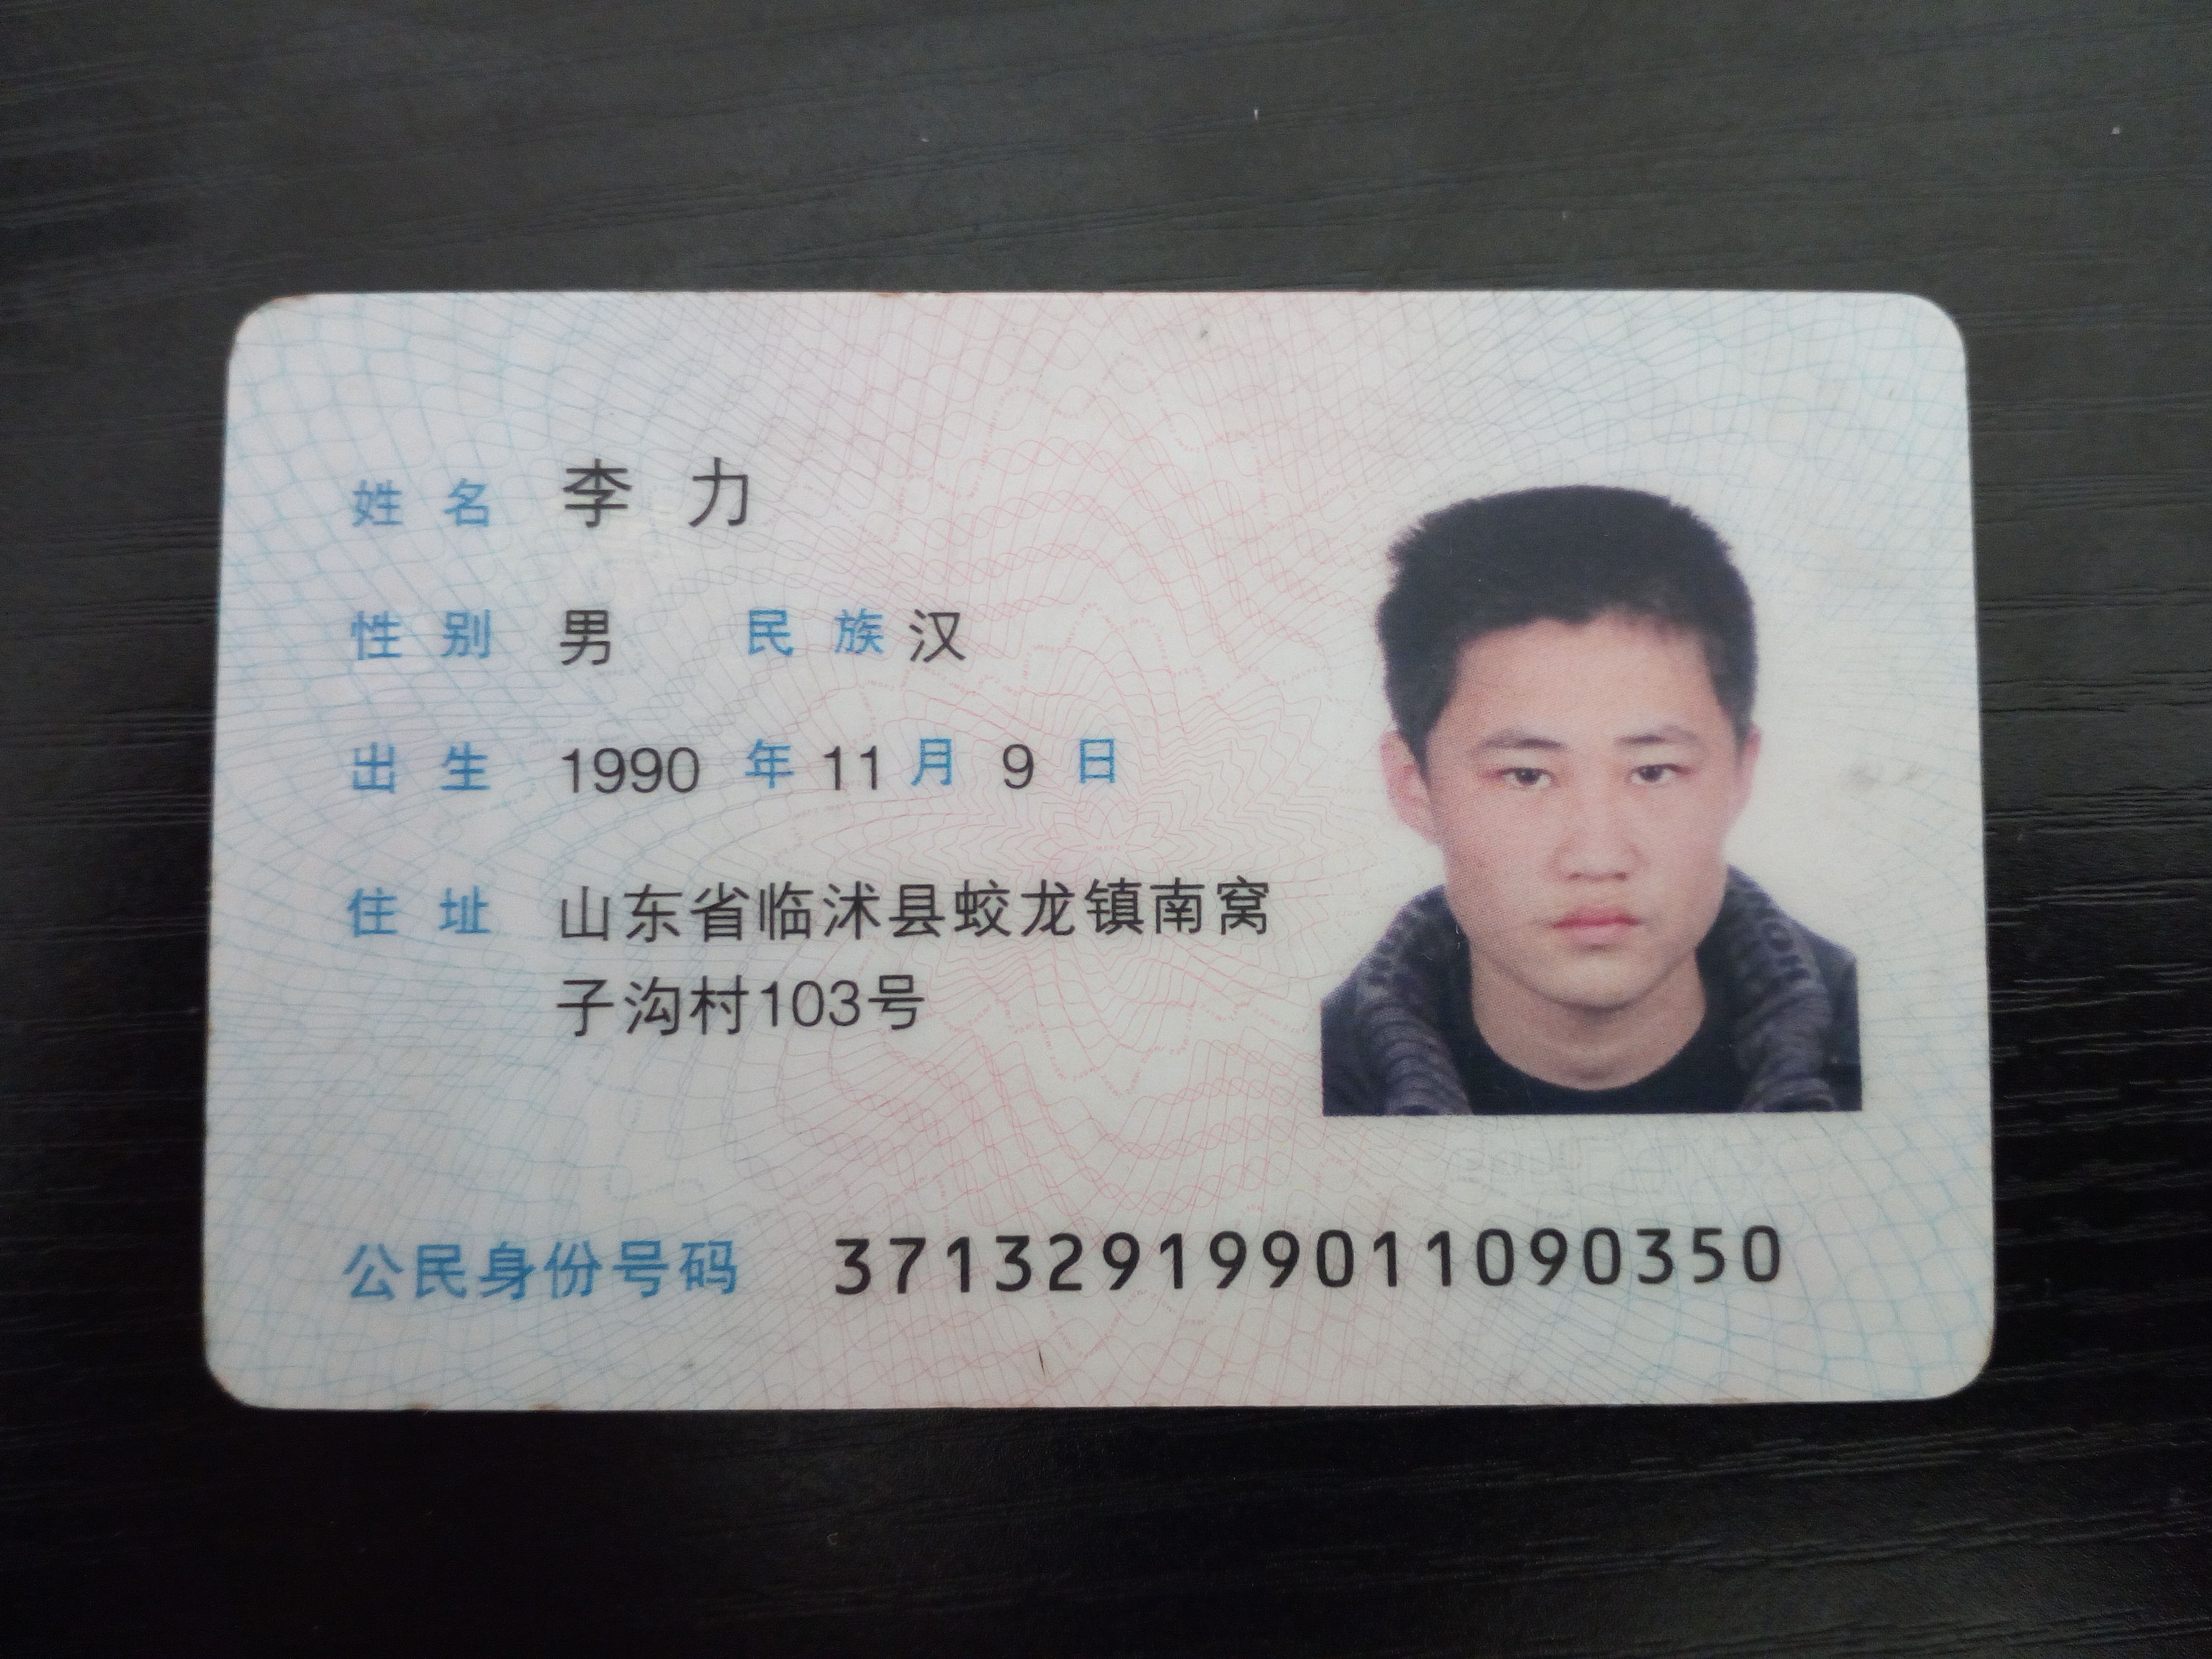 姓名 李力
性别 男 民族 汉
出生 1990 年 11 月 9 日
住址 山东省临沭县蛟龙镇南窝
子沟村103号
公民身份号码 371329199011090350